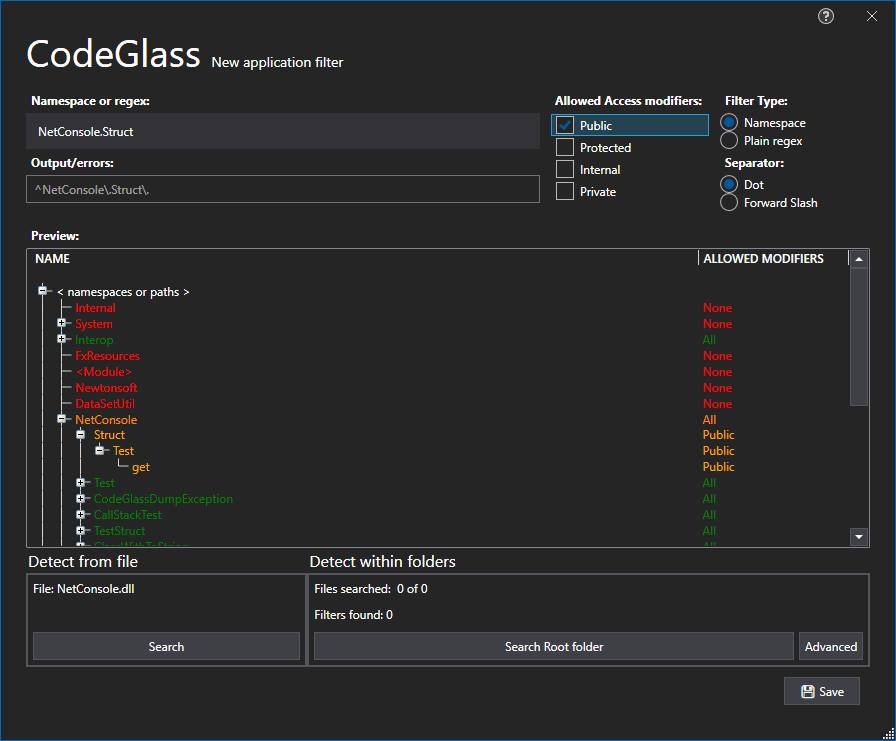 ?
CodeGlass New application filter
Namespace or regex:
NetConsole.Struct
Output/errors:
^NetConsole\.Struct\.
Allowed Access modifiers:
Public
Protected
Internal
Private
Filter Type:
Namespace
Plain regex
Separator:
Dot
Forward Slash
Preview:
NAME ALLOWED MODIFIERS
< namespaces or paths >
Internal None
System None
Interop All
FxResources None
<Module> None
Newtonsoft None
DataSetUtil None
NetConsole All
Struct Public
Test Public
get Public
Test All
CodeGlassDumpException All
CallStackTest All
TestStruct All
ClassWithToString All
Detect from file
File: NetConsole.dll
Search
Detect within folders
Files searched: 0 of 0
Filters found: 0
Search Root folder
Advanced
Save